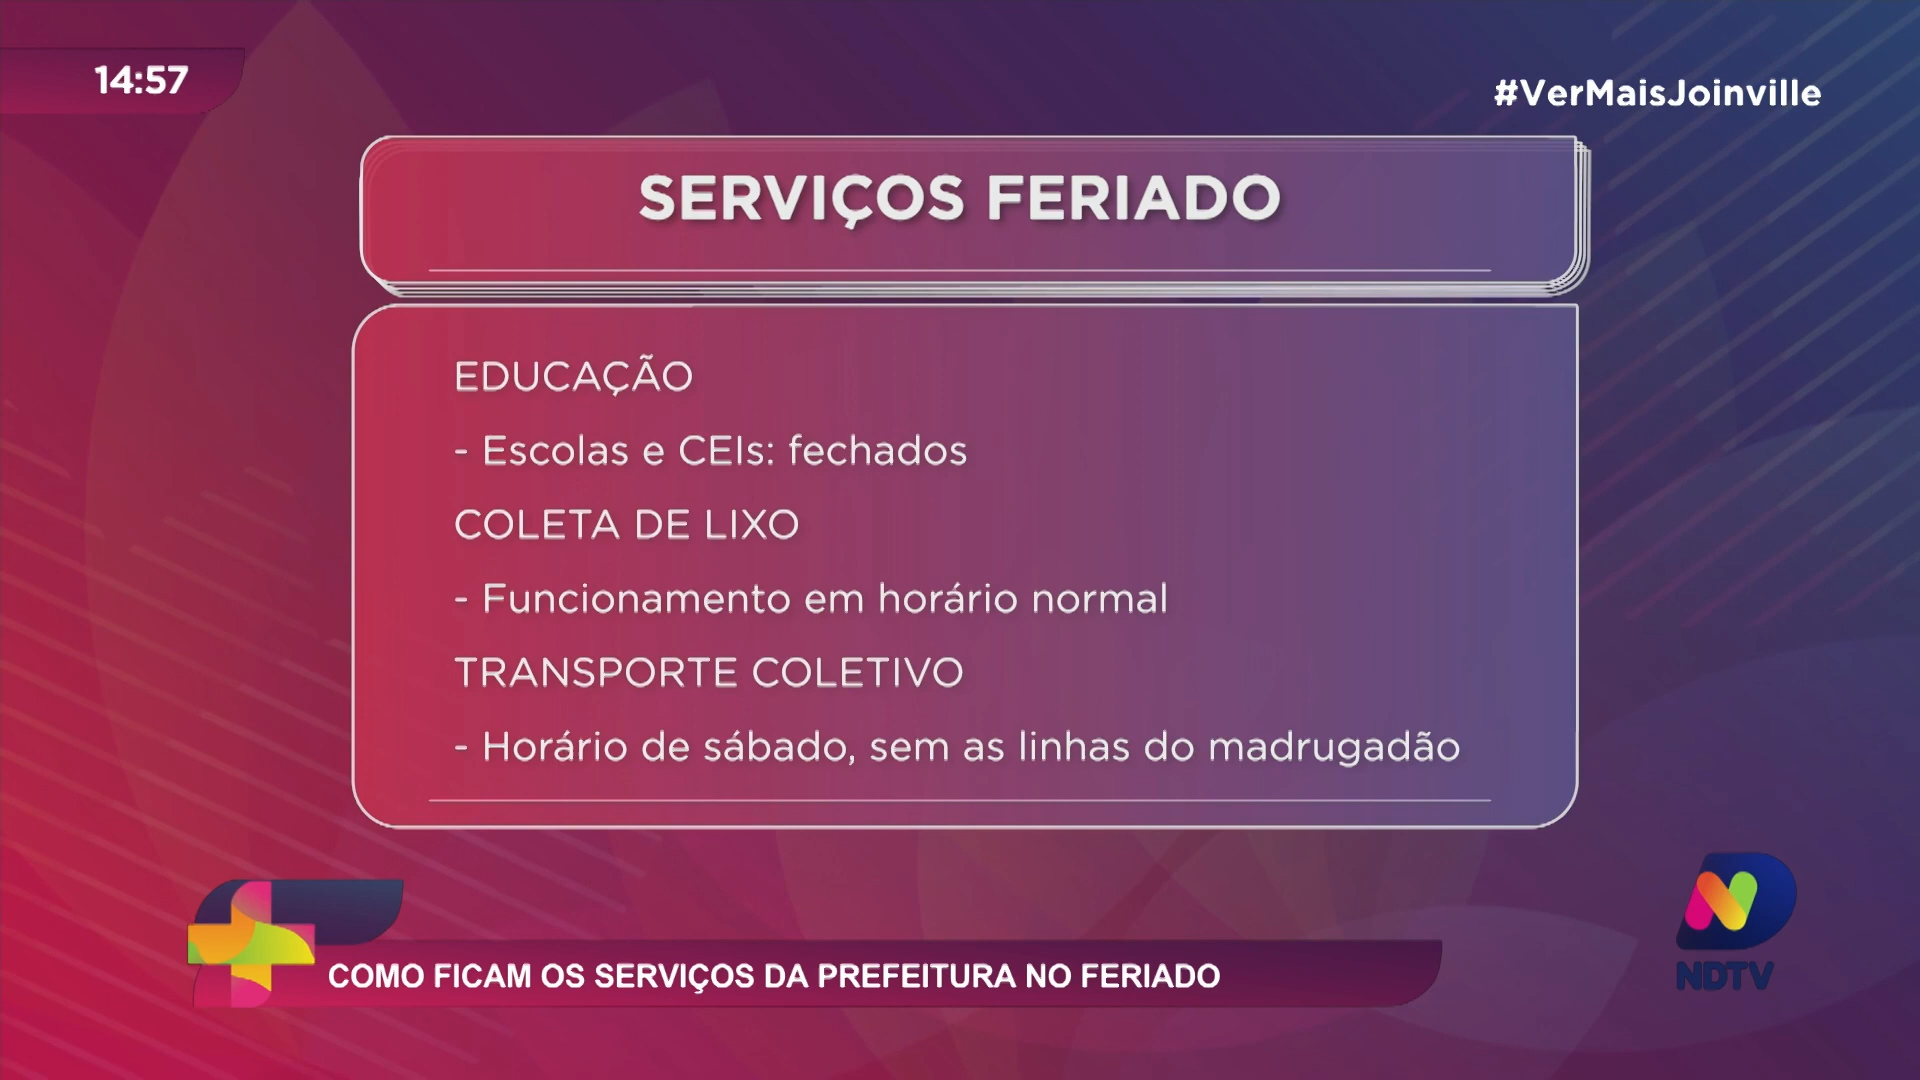 14:57
#VerMaisJoinville
SERVIÇOS FERIADO
EDUCAÇÃO
- Escolas e CEIs: fechados
COLETA DE LIXO
- Funcionamento em horário normal
TRANSPORTE COLETIVO
- Horário de sábado, sem as linhas do madrugadão
COMO FICAM OS SERVIÇOS DA PREFEITURA NO FERIADO
NDTV